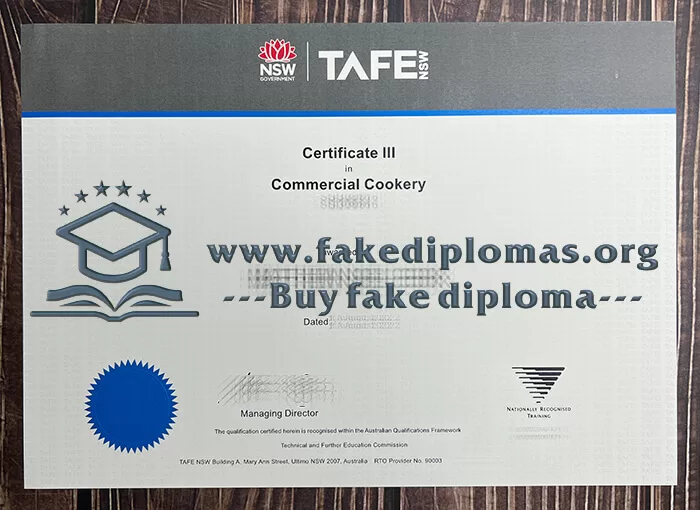 NSW
GOVERNMENT
TAFE NSW
Certificate III
in
Commercial Cookery
www.fakediplomas.org
---Buy fake diploma---
Dated
Managing Director
NATIONALLY RECOGNISED
TRAINING
The qualification certified herein is recognised within the Australian Qualifications Framework
Technical and Further Education Commission
TAFE NSW Building A, Mary Ann Street, Ultimo NSW 2007, Australia RTO Provider No. 90003